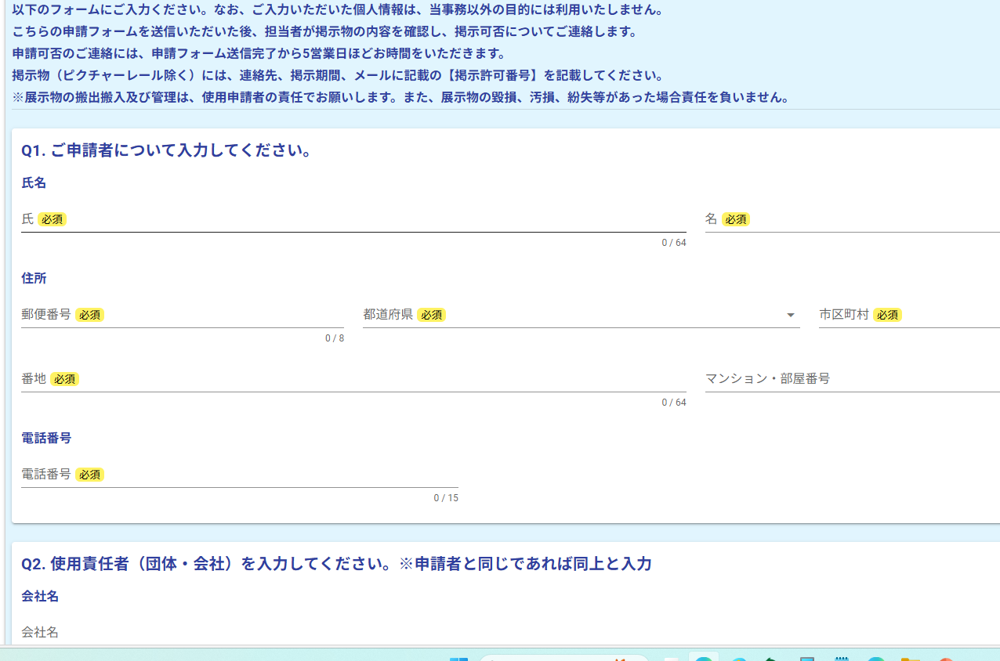 以下のフォームにご入力ください。なお、ご入力いただいた個人情報は、当事務以外の目的には利用いたしません。
こちらの申請フォームを送信いただいた後、担当者が掲示物の内容を確認し、掲示可否についてご連絡します。
申請可否のご連絡には、申請フォーム送信完了から5営業日ほどお時間をいただきます。
掲示物（ピクチャーレール除く）には、連絡先、掲示期間、メールに記載の【掲示許可番号】を記載してください。
※展示物の搬出搬入及び管理は、使用申請者の責任でお願いします。また、展示物の毀損、汚損、紛失等があった場合責任を負いません。
Q1. ご申請者について入力してください。
氏名
氏 必須 名 必須
0 / 64
住所
郵便番号 必須 都道府県 必須 市区町村 必須
0 / 8
番地 必須 マンション・部屋番号
0 / 64
電話番号
電話番号 必須
0 / 15
Q2. 使用責任者（団体・会社）を入力してください。※申請者と同じであれば同上と入力
会社名
会社名